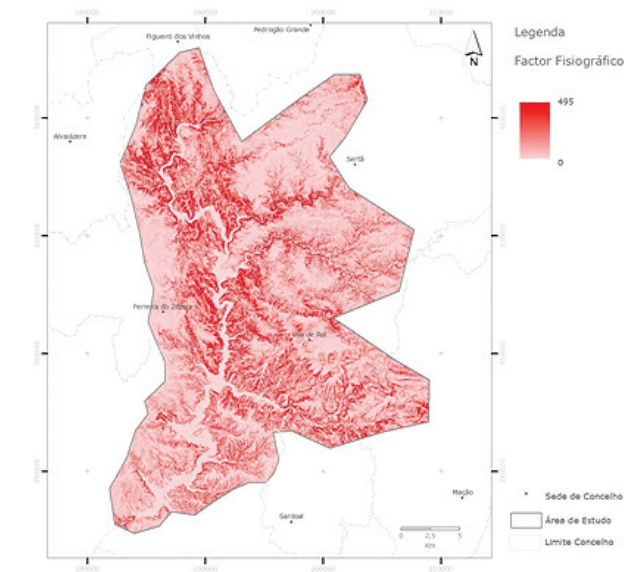 Figueiró dos Vinhos
Pedrogão Grande
Alvaiázere
Sertã
Ferreira do Zêzere
Vila de Rei
Mação
Sardoal
N
0 2,5 5
Km
Legenda
Factor Fisiográfico
495
0
Sede de Concelho
Área de Estudo
Limite Concelho